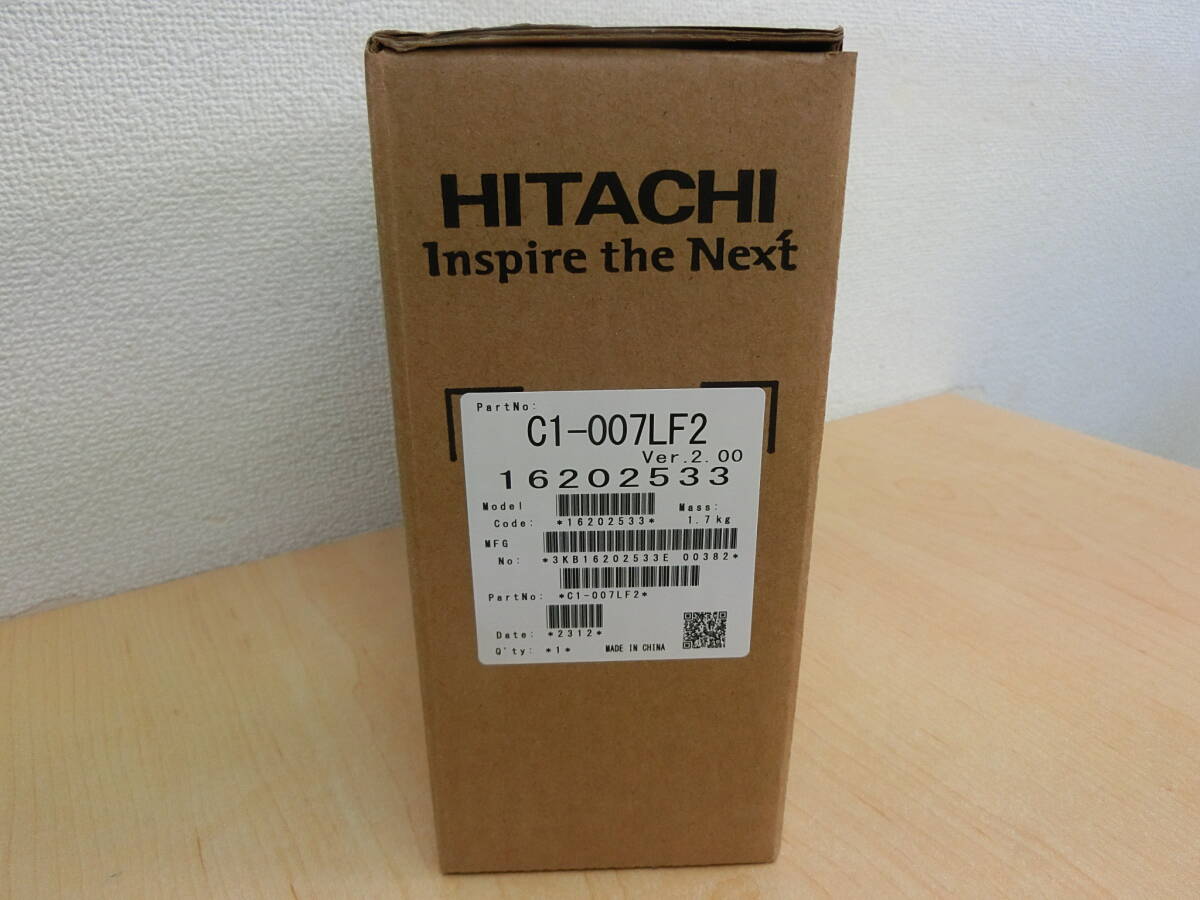 HITACHI
Inspire the Next
PartNo:
C1-007LF2
Ver.2.00
16202533
Model
Code: *16202533*
Mass:
1.7kg
MFG
No: *3KB16202533E 00382*
PartNo: *C1-007LF2*
Date: *2312*
Q'ty: *1* MADE IN CHINA